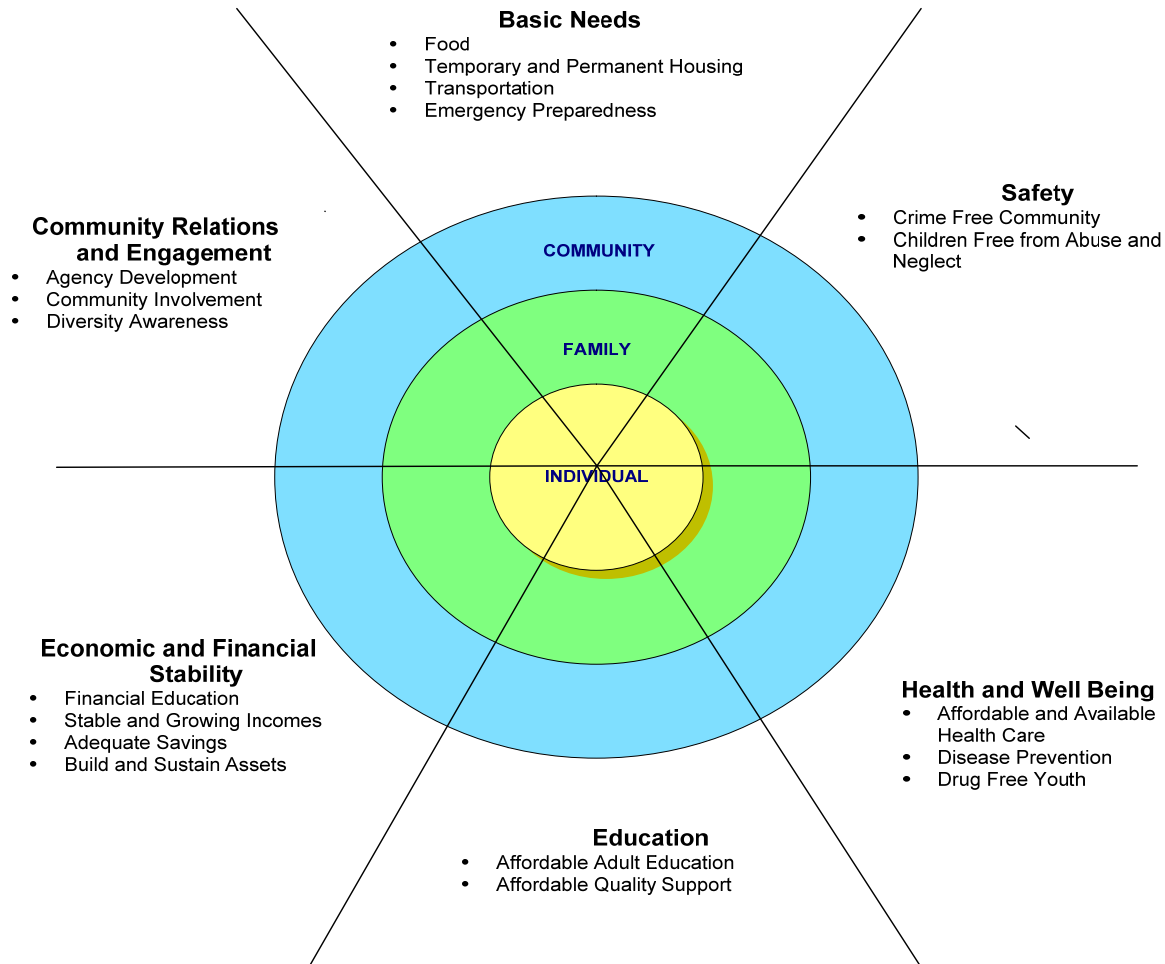 Basic Needs
• Food
• Temporary and Permanent Housing
• Transportation
• Emergency Preparedness
Safety
• Crime Free Community
• Children Free from Abuse and
Neglect
Community Relations
and Engagement
• Agency Development
• Community Involvement
• Diversity Awareness
COMMUNITY
FAMILY
INDIVIDUAL
Economic and Financial
Stability
• Financial Education
• Stable and Growing Incomes
• Adequate Savings
• Build and Sustain Assets
Health and Well Being
• Affordable and Available
Health Care
• Disease Prevention
• Drug Free Youth
Education
• Affordable Adult Education
• Affordable Quality Support